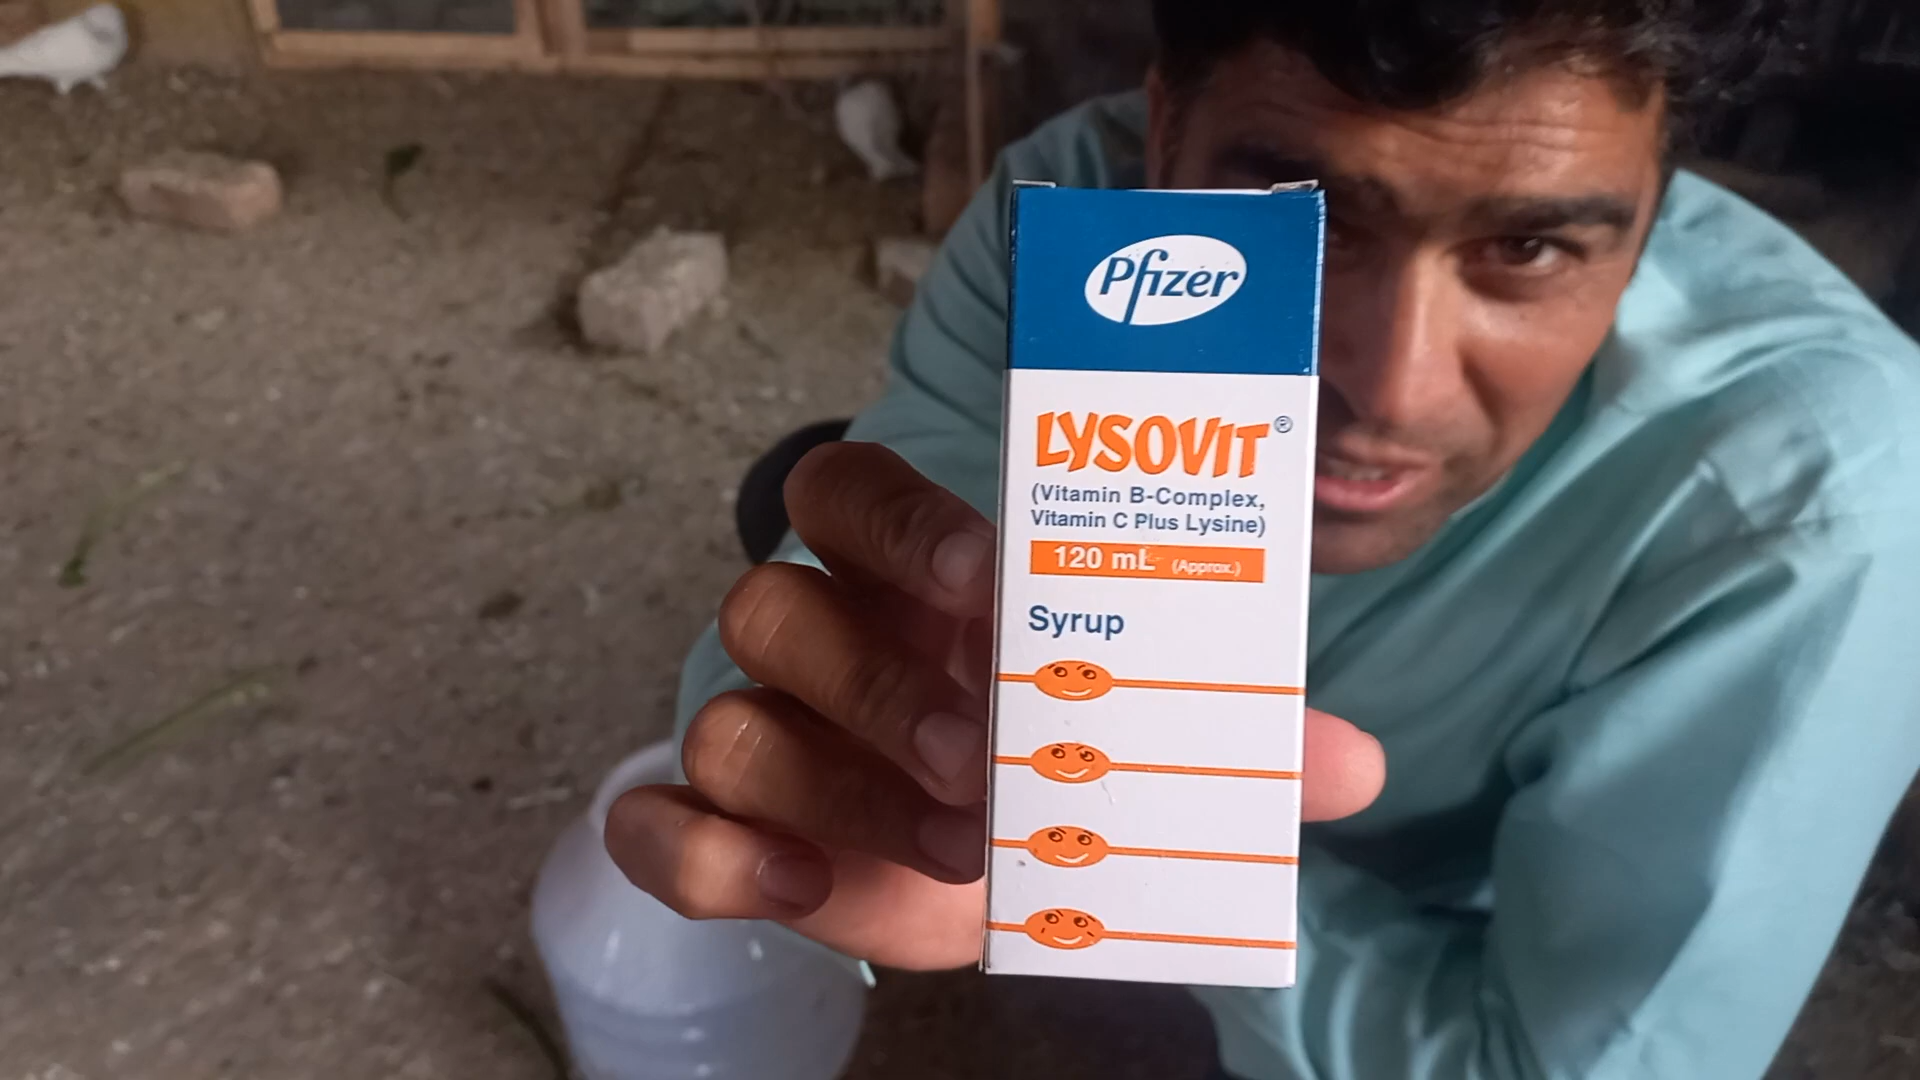 Pfizer
LYSOVIT®
(Vitamin B-Complex,
Vitamin C Plus Lysine)
120 mL (Approx.)
Syrup